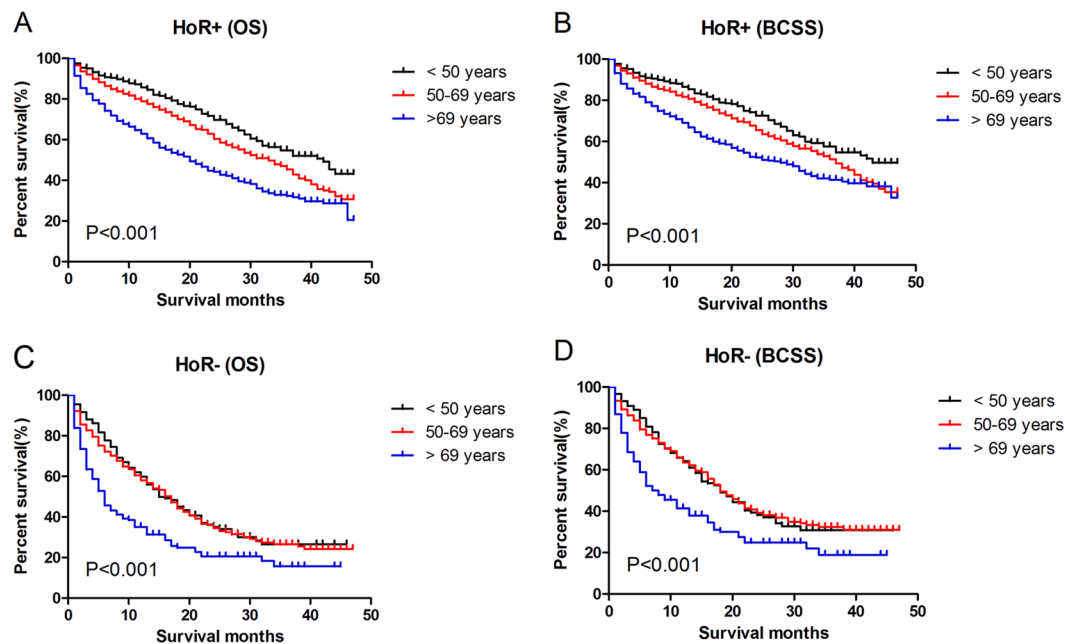 A
HoR+ (OS)
Percent survival(%)
100
80
60
40
20
0
0 10 20 30 40 50
Survival months
P<0.001
< 50 years
50-69 years
>69 years
B
HoR+ (BCSS)
Percent survival(%)
100
80
60
40
20
0
0 10 20 30 40 50
Survival months
P<0.001
< 50 years
50-69 years
> 69 years
C
HoR- (OS)
Percent survival(%)
100
80
60
40
20
0
0 10 20 30 40 50
Survival months
P<0.001
< 50 years
50-69 years
> 69 years
D
HoR- (BCSS)
Percent survival(%)
100
80
60
40
20
0
0 10 20 30 40 50
Survival months
P<0.001
< 50 years
50-69 years
> 69 years